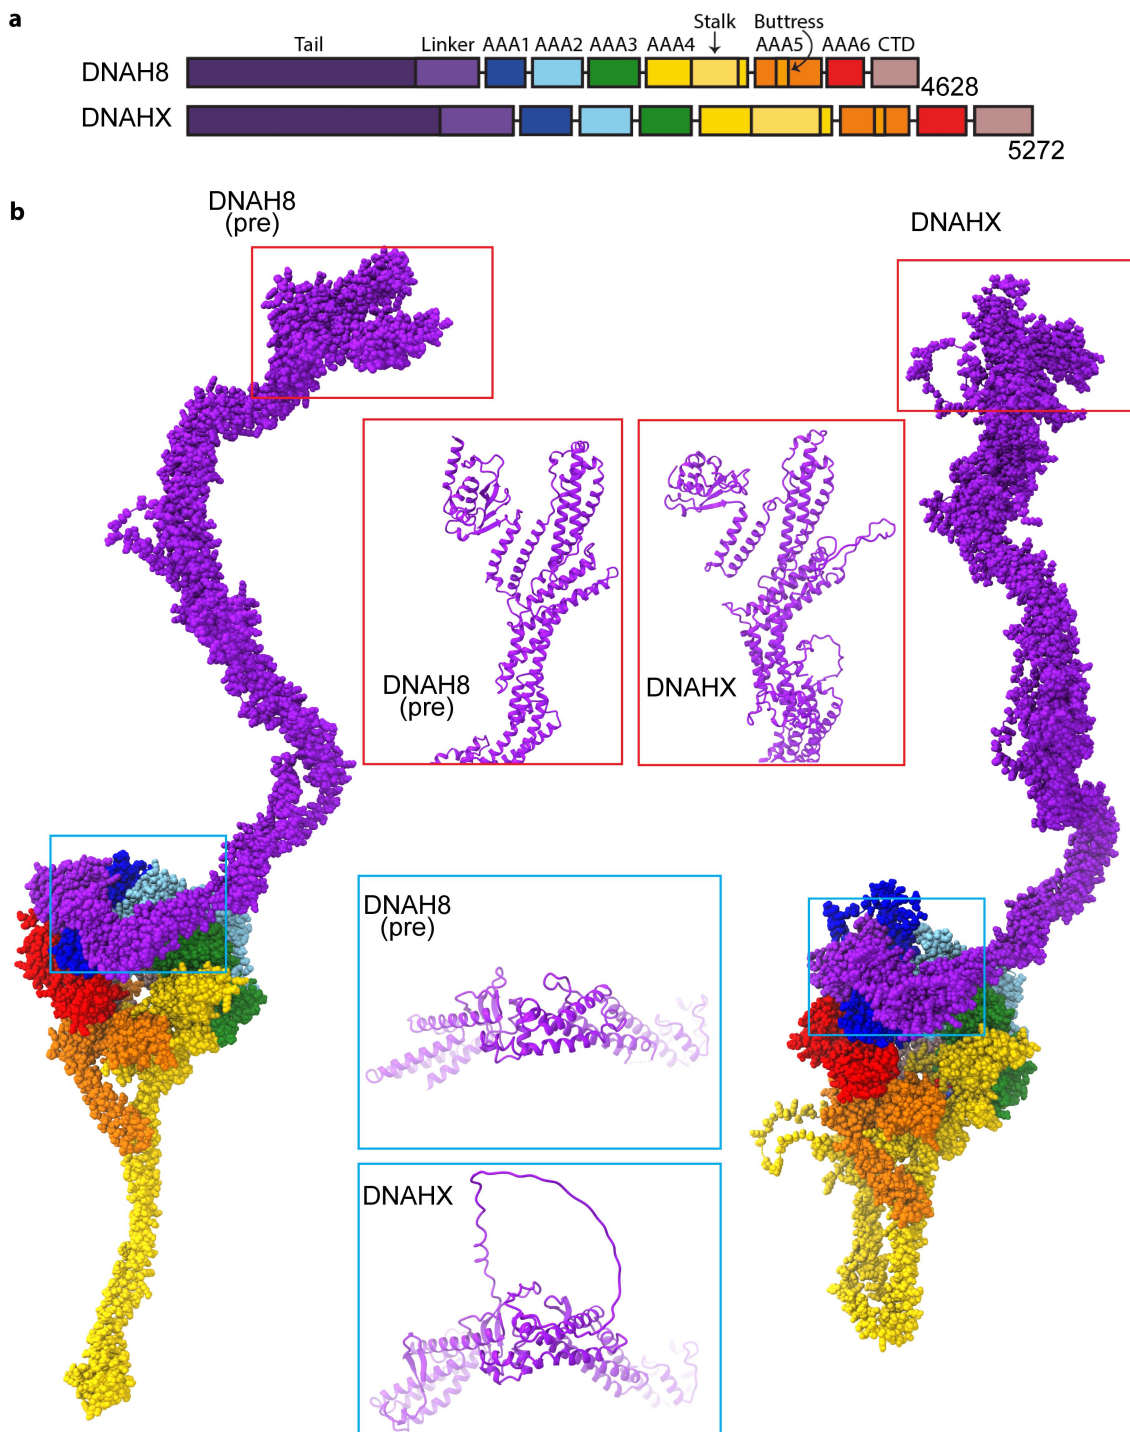 a
Stalk Buttress
Tail Linker AAA1 AAA2 AAA3 AAA4 AAA5 AAA6 CTD
DNAH8
4628
DNAHX
5272
b
DNAH8
(pre)
DNAHX
DNAH8
(pre)
DNAHX
DNAH8
(pre)
DNAHX